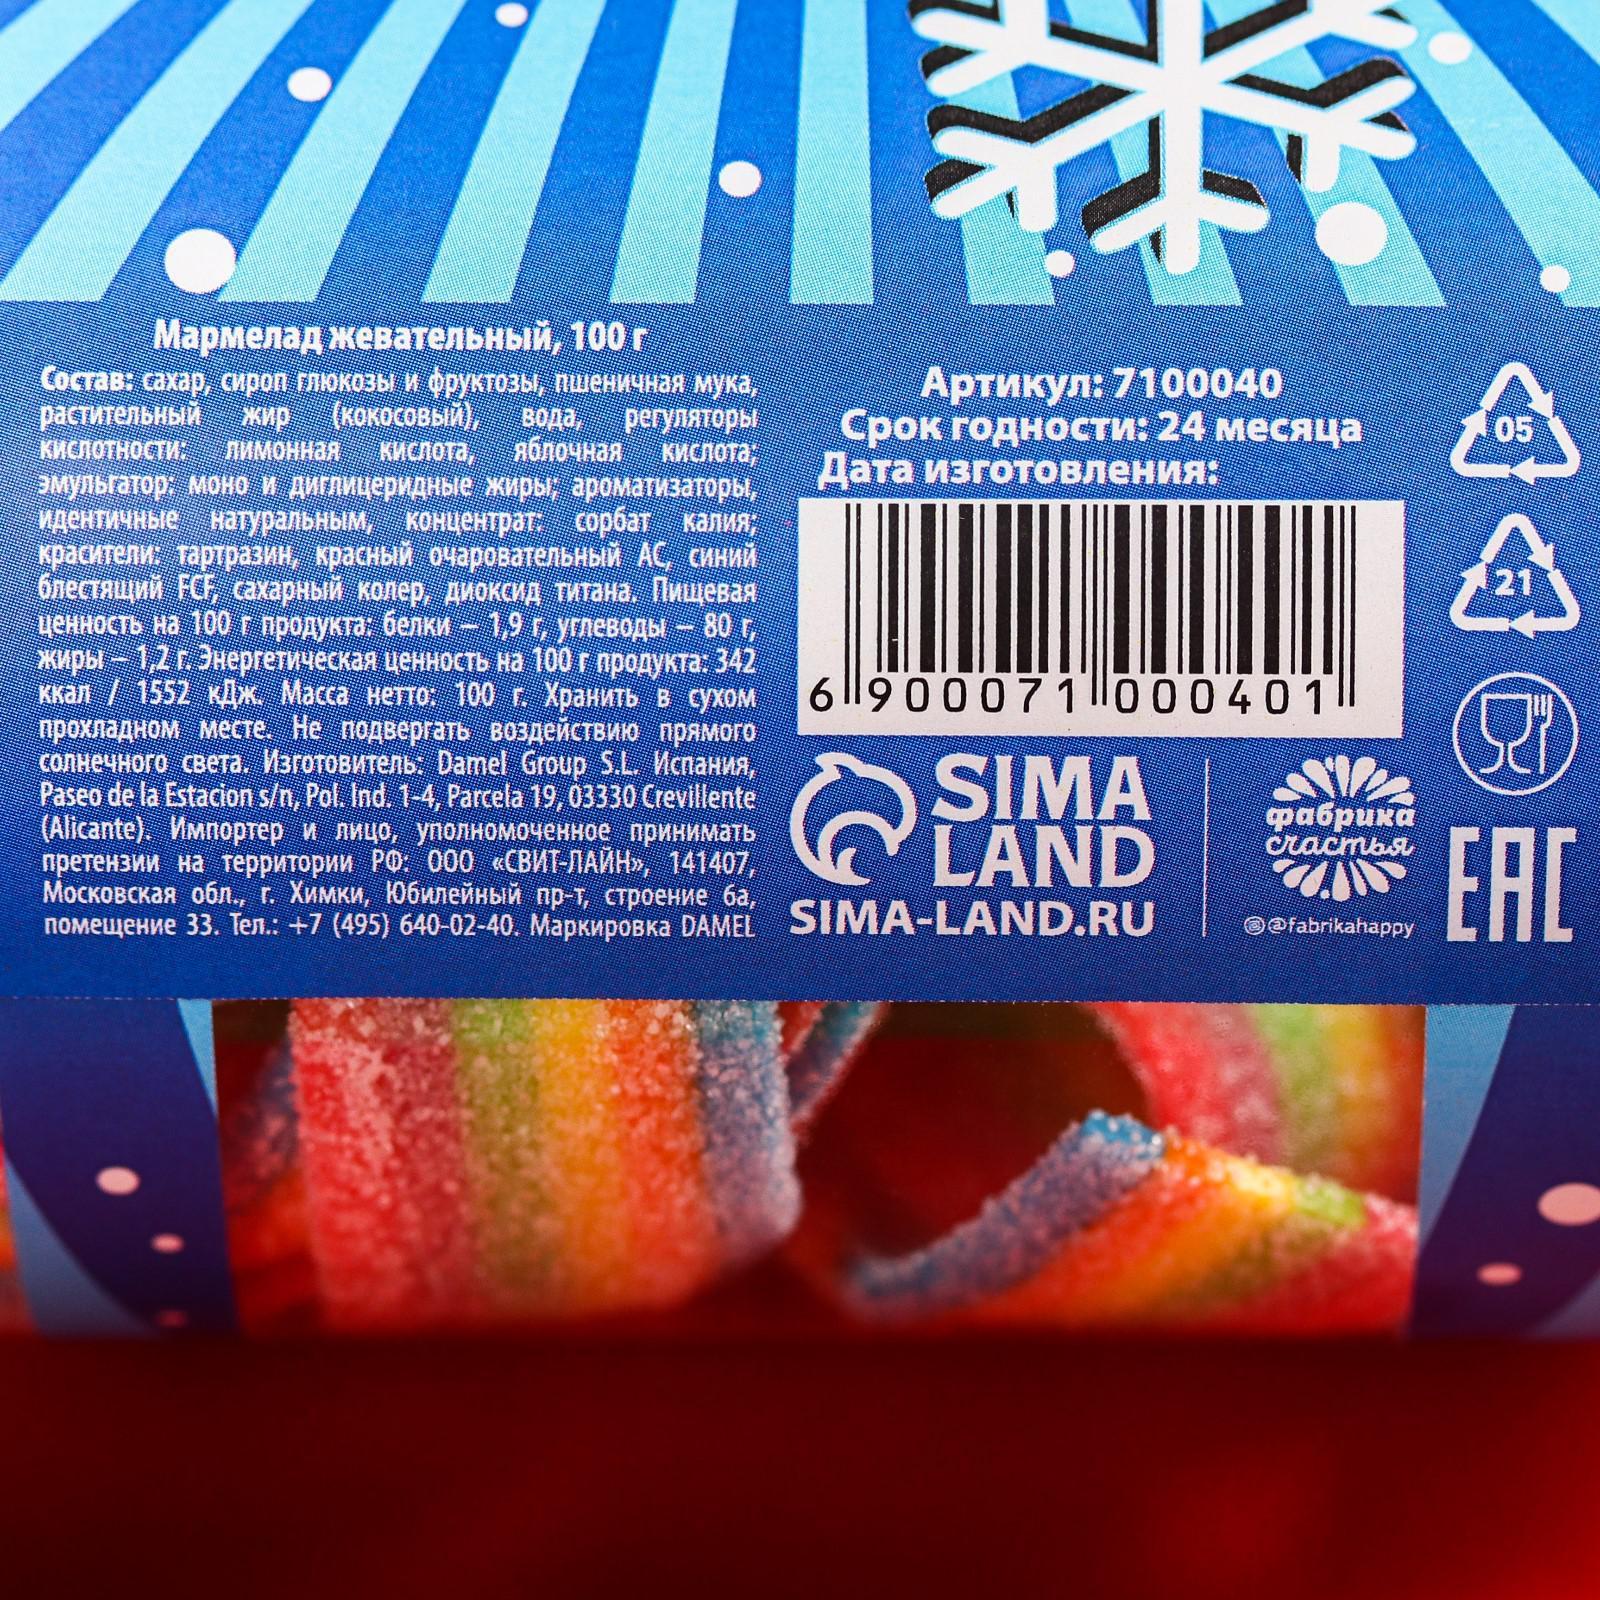 Мармелад жевательный, 100 г
Состав: сахар, сироп глюкозы и фруктозы, пшеничная мука,
растительный жир (кокосовый), вода, регуляторы
кислотности: лимонная кислота, яблочная кислота;
эмульгатор: моно и диглицеридные жиры; ароматизаторы,
идентичные натуральным, концентрат: сорбат калия;
красители: тартразин, красный очаровательный АС, синий
блестящий FCF, сахарный колер, диоксид титана. Пищевая
ценность на 100 г продукта: белки – 1,9 г, углеводы – 80 г,
жиры – 1,2 г. Энергетическая ценность на 100 г продукта: 342
ккал / 1552 кДж. Масса нетто: 100 г. Хранить в сухом
прохладном месте. Не подвергать воздействию прямого
солнечного света. Изготовитель: Damel Group S.L. Испания,
Paseo de la Estacion s/n, Pol. Ind. 1-4, Parcela 19, 03330 Crevillente
(Alicante). Импортер и лицо, уполномоченное принимать
претензии на территории РФ: ООО «СВИТ-ЛАЙН», 141407,
Московская обл., г. Химки, Юбилейный пр-т, строение 6а,
помещение 33. Тел.: +7 (495) 640-02-40. Маркировка DAMEL
Артикул: 7100040
Срок годности: 24 месяца
Дата изготовления:
6 900071 000401
SIMA
LAND
SIMA-LAND.RU
фабрика
счастья
@fabrikahappy
05
21
EAC